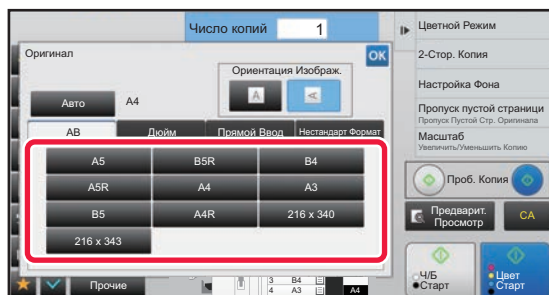 Число копий 1
Оригинал
OK
Ориентация Изображ.
A A
Авто A4
AB Дюйм Прямой Ввод Нестандарт Формат
A5 B5R B4
A5R A4 A3
B5 A4R 216 x 340
216 x 343
Прочие
3 B4
4 A3 A4
Цветной Режим
2-Стор. Копия
Настройка Фона
Пропуск пустой страници
Пропуск Пустой Стр. Оригинала
Масштаб
Увеличить/Уменьшить Копию
Проб. Копия
Предварит.
Просмотр
CA
Ч/Б
Старт
Цвет
Старт